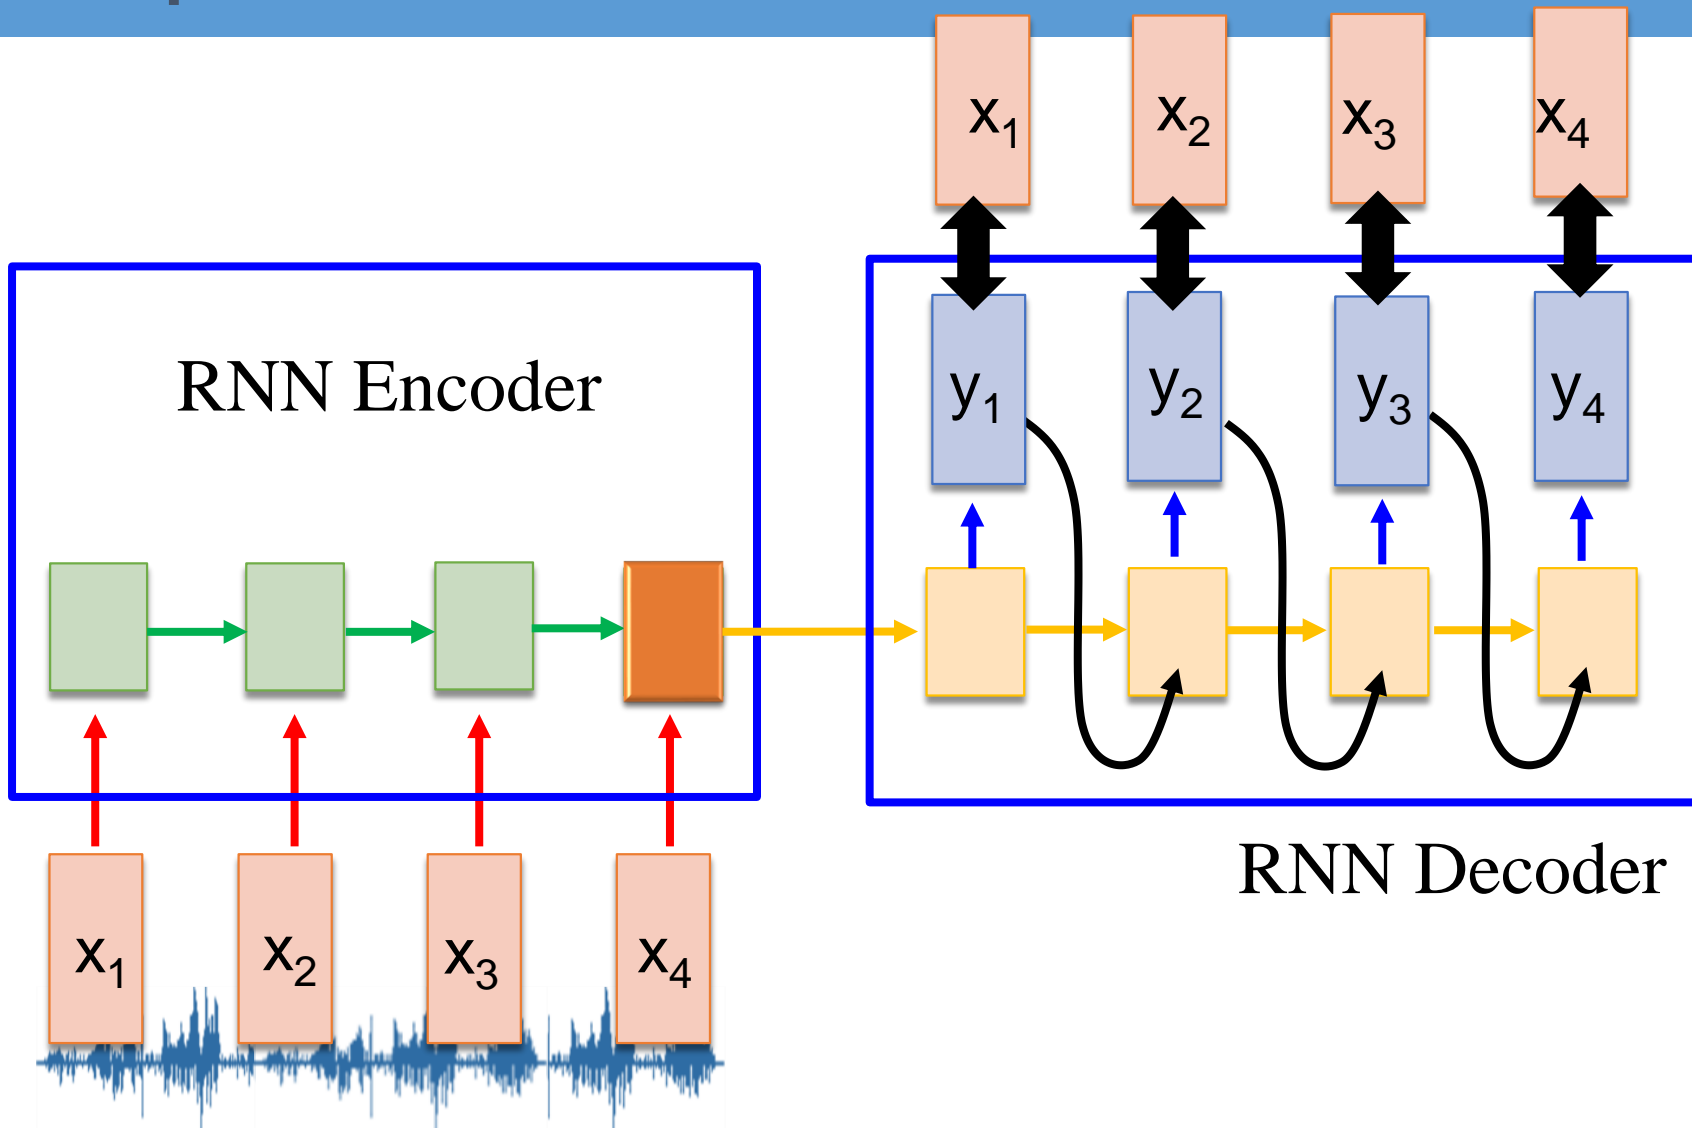 x1 x2 x3 x4
RNN Encoder
y1 y2 y3 y4
RNN Decoder
x1 x2 x3 x4